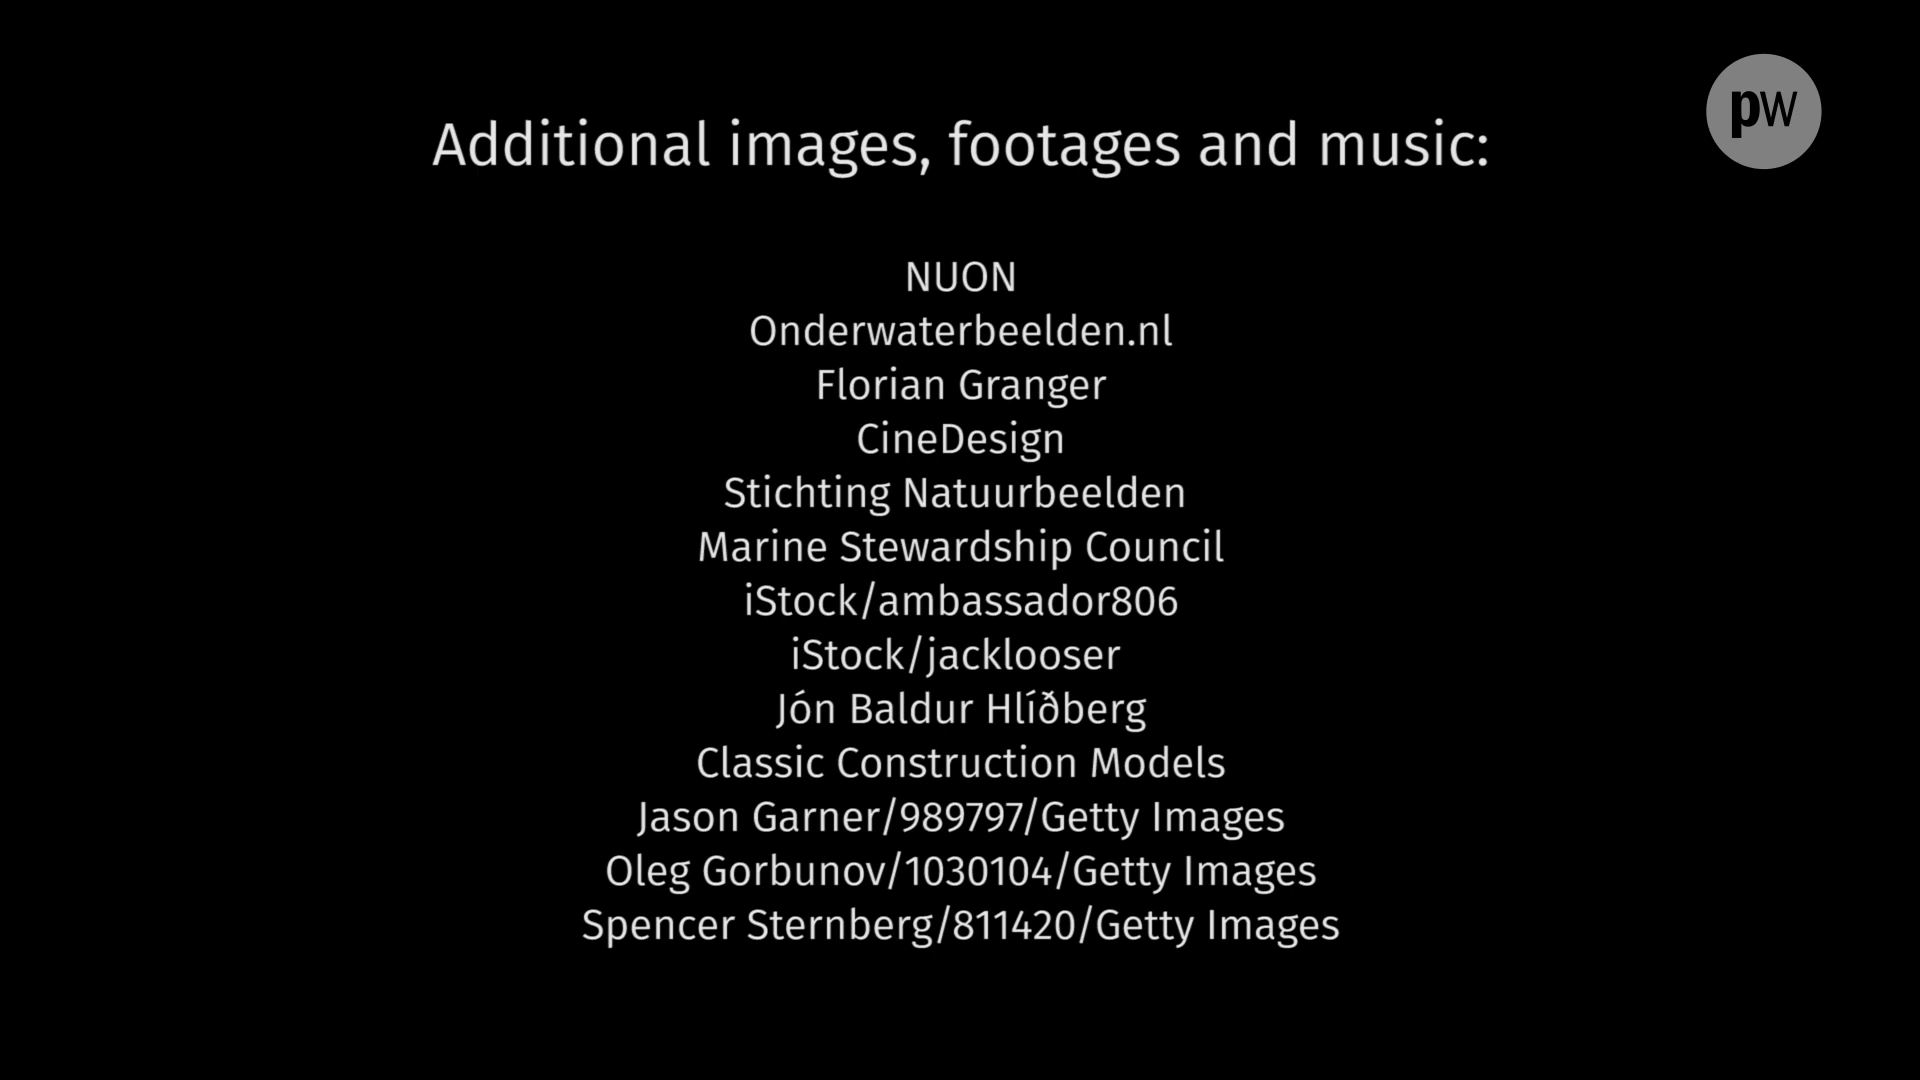 pw
Additional images, footages and music:
NUON
Onderwaterbeelden.nl
Florian Granger
CineDesign
Stichting Natuurbeelden
Marine Stewardship Council
iStock/ambassador806
iStock/jacklooser
Jón Baldur Hlíðberg
Classic Construction Models
Jason Garner/989797/Getty Images
Oleg Gorbunov/1030104/Getty Images
Spencer Sternberg/811420/Getty Images